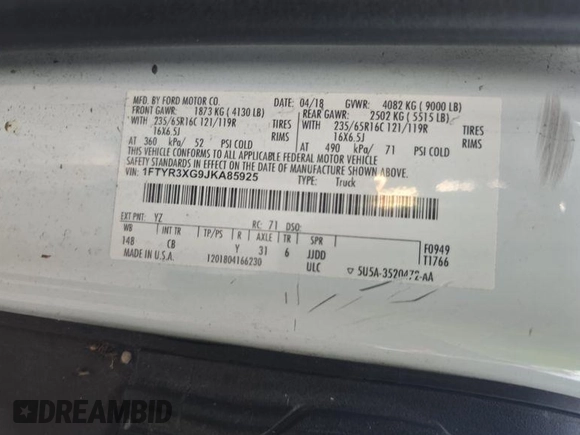 MFD. BY FORD MOTOR CO. DATE: 04/18 GVWR: 4082 KG ( 9000 LB)
FRONT GAWR: 1873 KG ( 4130 LB) REAR GAWR: 2502 KG ( 5515 LB)
WITH 235/65R16C 121/119R TIRES WITH 235/65R16C 121/119R TIRES
16X6.5J RIMS 16X6.5J RIMS
AT 360 kPa/ 52 PSI COLD AT 490 kPa/ 71 PSI COLD
THIS VEHICLE CONFORMS TO ALL APPLICABLE FEDERAL MOTOR VEHICLE
SAFETY STANDARDS IN EFFECT ON THE DATE OF MANUFACTURE SHOWN ABOVE
VIN: 1FTYR3XG9JKA85925 TYPE: Truck
EXT PNT: YZ RC: 71 DSO:
WB BRK INT TR TP/PS R AXLE TR SPR
148 CB Y 31 6 JJDD
MADE IN U.S.A. 1201804166230 ULC
F0949
T1766
5U5A-3520472-AA
DREAMBID